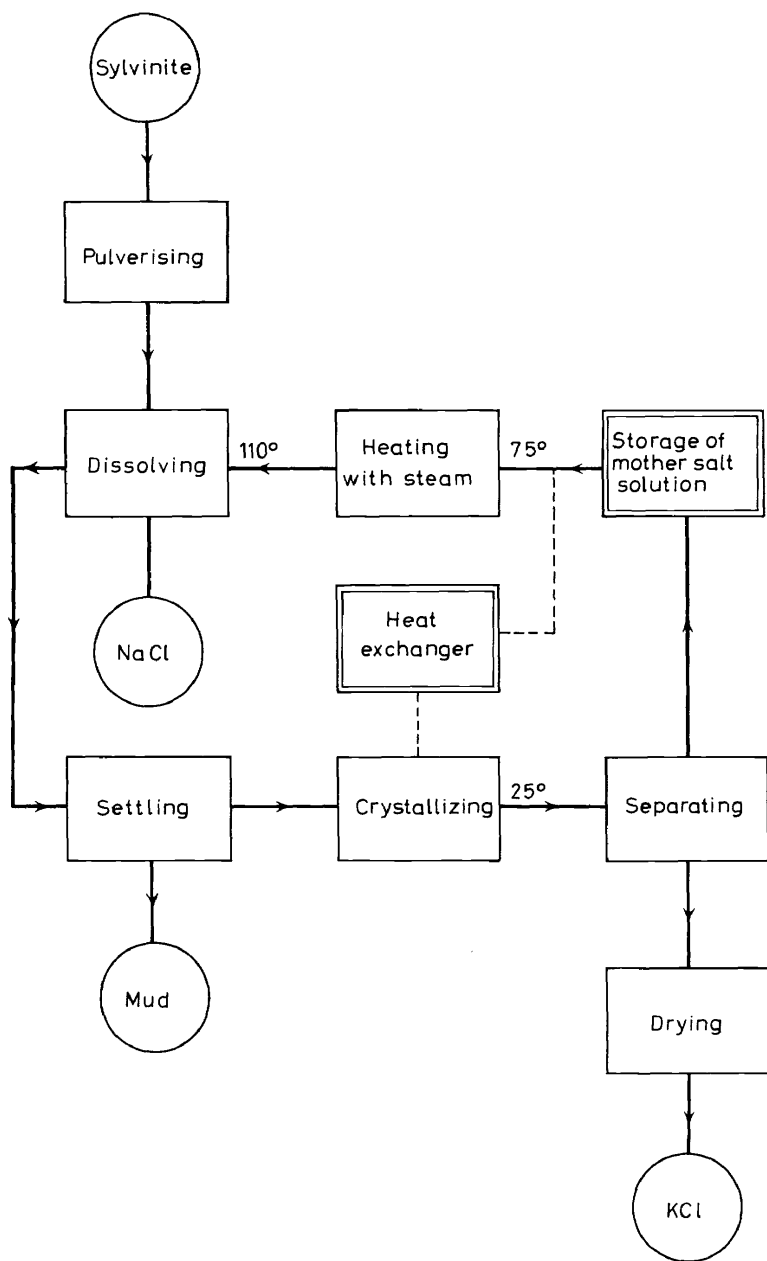 Sylvinite
Pulverising
Dissolving
110°
Heating
with steam
75°
Storage of
mother salt
solution
NaCl
Heat
exchanger
Settling
Crystallizing
25°
Separating
Mud
Drying
KCl